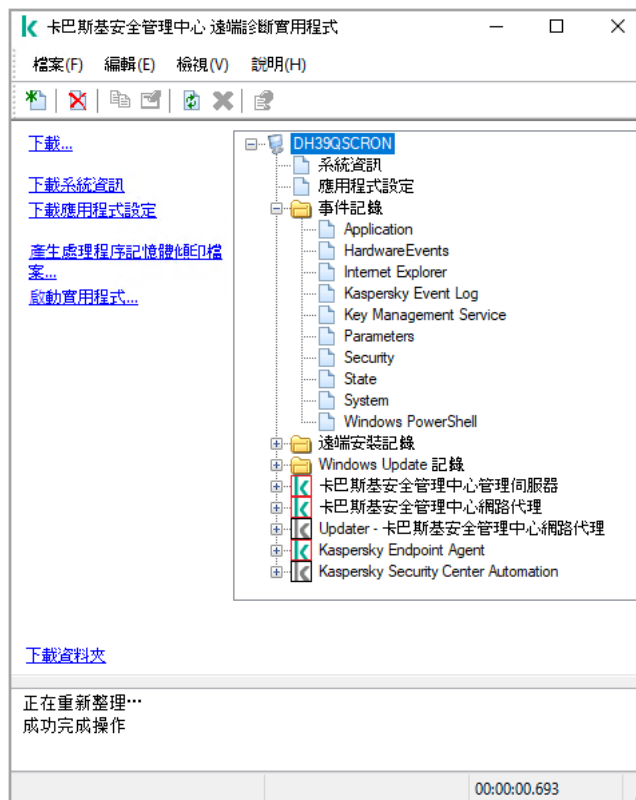 卡巴斯基安全管理中心 遠端診斷實用程式
檔案(F) 編輯(E) 檢視(V) 說明(H)
下載...
下載系統資訊
下載應用程式設定
產生處理程序記憶體傾印檔
案...
啟動實用程式...
DH39QSCRON
系統資訊
應用程式設定
事件記錄
Application
HardwareEvents
Internet Explorer
Kaspersky Event Log
Key Management Service
Parameters
Security
State
System
Windows PowerShell
遠端安裝記錄
Windows Update 記錄
卡巴斯基安全管理中心管理伺服器
卡巴斯基安全管理中心網路代理
Updater - 卡巴斯基安全管理中心網路代理
Kaspersky Endpoint Agent
Kaspersky Security Center Automation
下載資料夾
正在重新整理…
成功完成操作
00:00:00.693